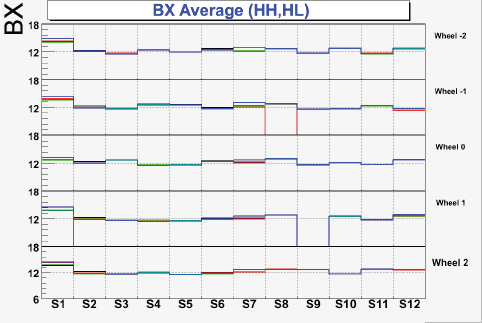 BX Average (HH,HL)
BX
18
Wheel -2
12
18
Wheel -1
12
18
Wheel 0
12
18
Wheel 1
12
18
Wheel 2
12
6
S1 S2 S3 S4 S5 S6 S7 S8 S9 S10 S11 S12